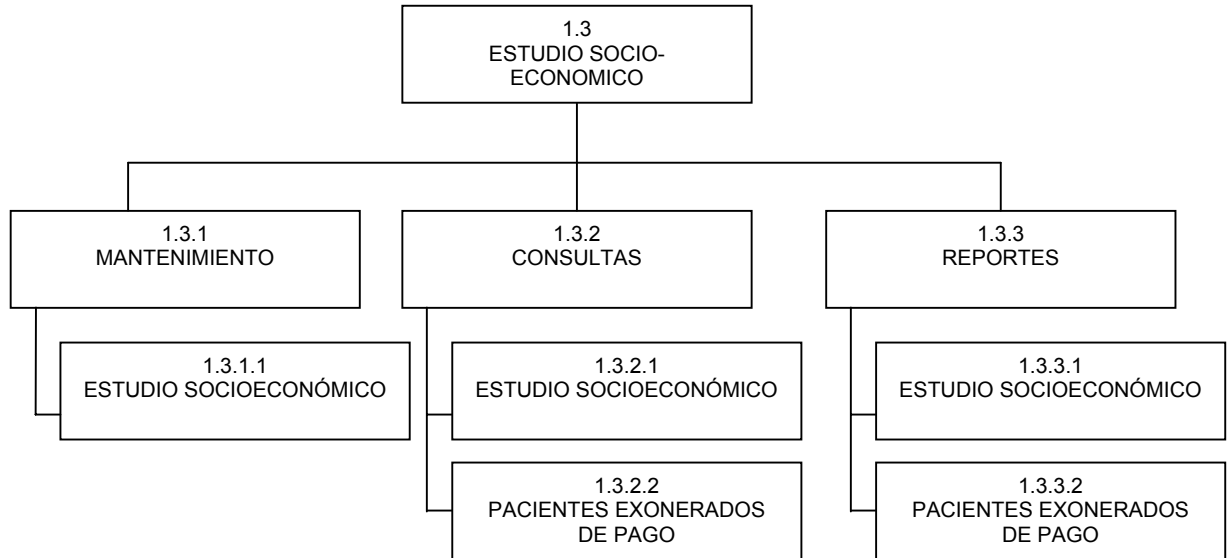 1.3
ESTUDIO SOCIO-
ECONOMICO
1.3.1
MANTENIMIENTO
1.3.2
CONSULTAS
1.3.3
REPORTES
1.3.1.1
ESTUDIO SOCIOECONÓMICO
1.3.2.1
ESTUDIO SOCIOECONÓMICO
1.3.3.1
ESTUDIO SOCIOECONÓMICO
1.3.2.2
PACIENTES EXONERADOS
DE PAGO
1.3.3.2
PACIENTES EXONERADOS
DE PAGO